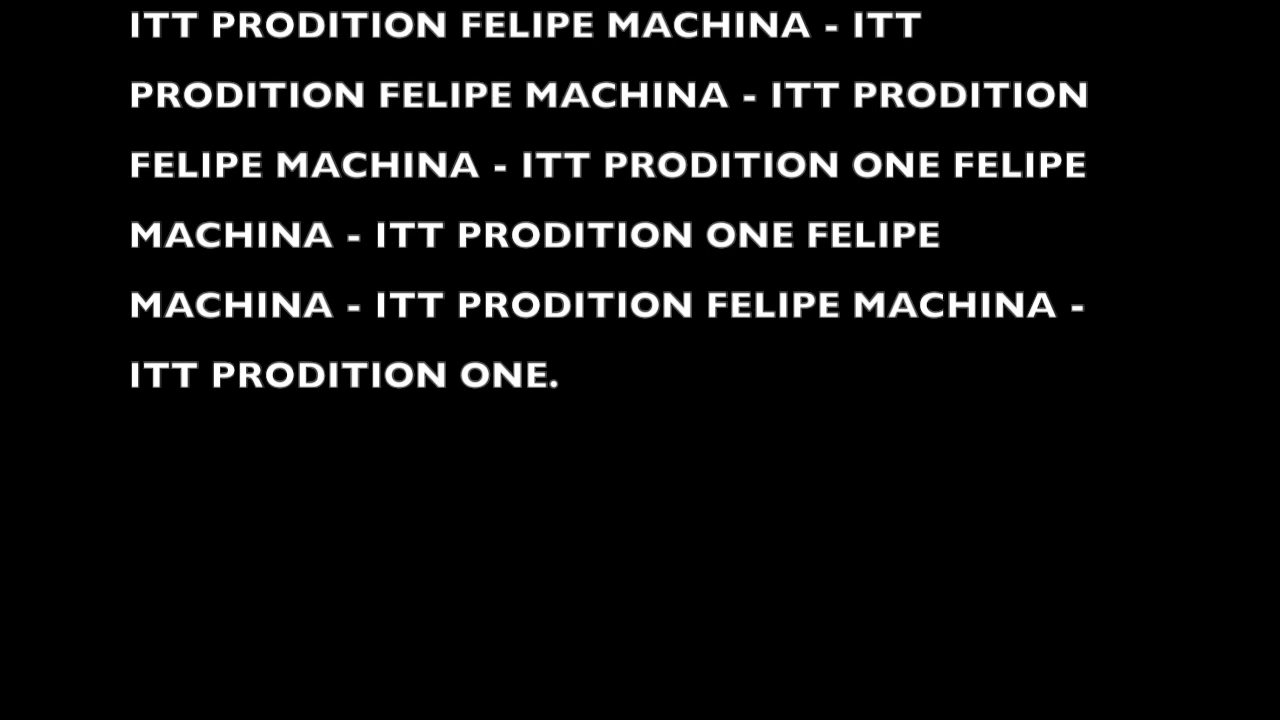 ITT PRODITION FELIPE MACHINA - ITT
PRODITION FELIPE MACHINA - ITT PRODITION
FELIPE MACHINA - ITT PRODITION ONE FELIPE
MACHINA - ITT PRODITION ONE FELIPE
MACHINA - ITT PRODITION FELIPE MACHINA -
ITT PRODITION ONE.